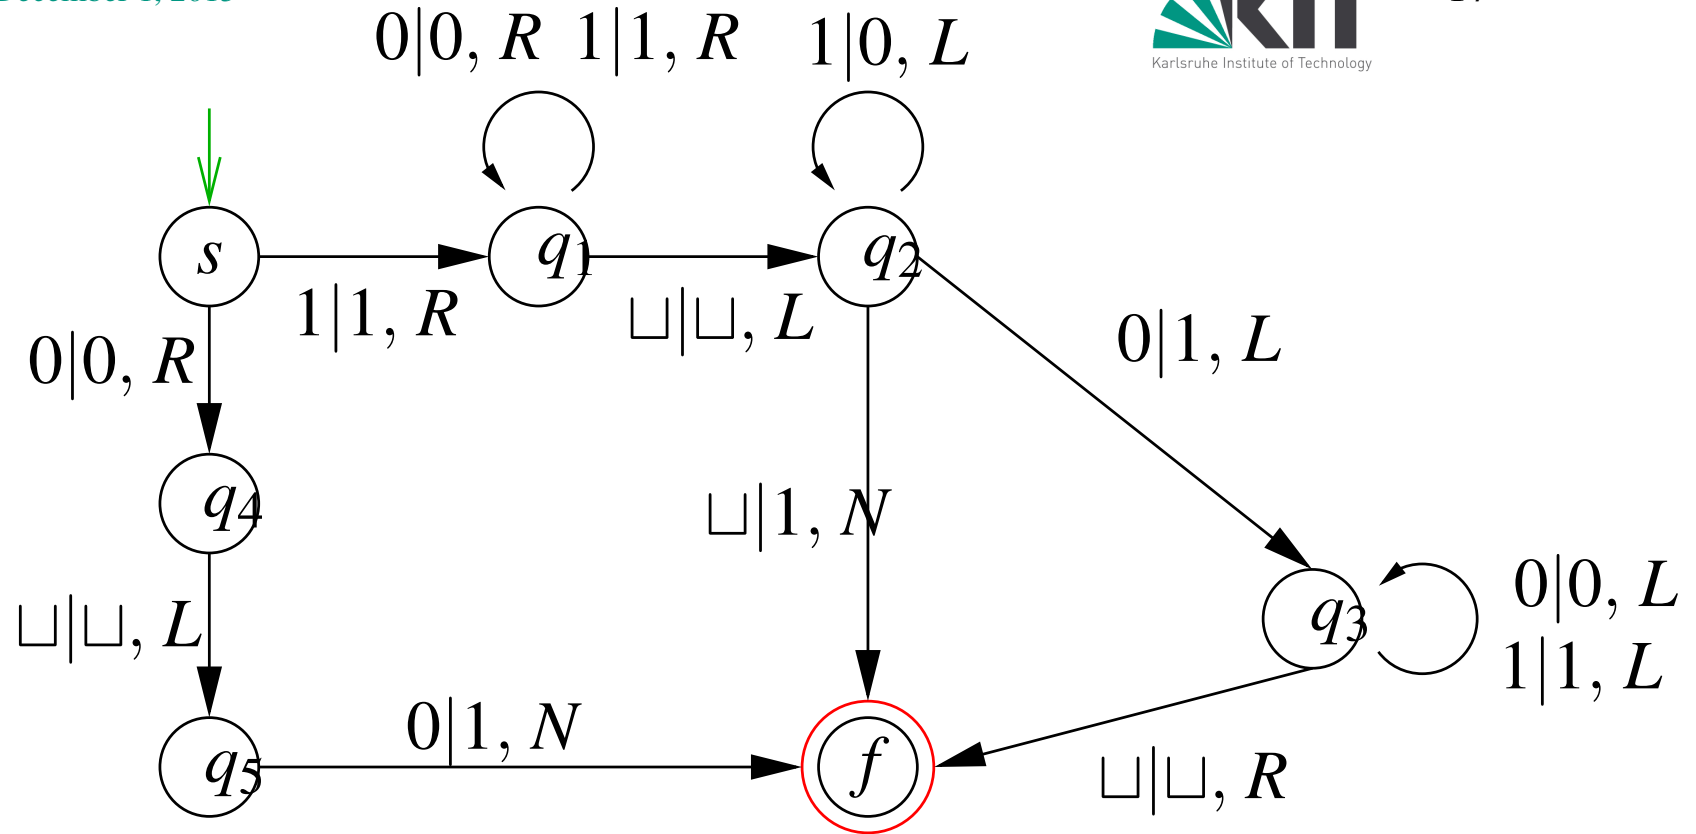 0|0, R 1|1, R 1|0, L
Karlsruhe Institute of Technology
s
q1
q2
1|1, R
⊔|⊔, L
0|1, L
0|0, R
q4
⊔|1, N
q3
0|0, L
1|1, L
⊔|⊔, L
0|1, N
q5
f
⊔|⊔, R